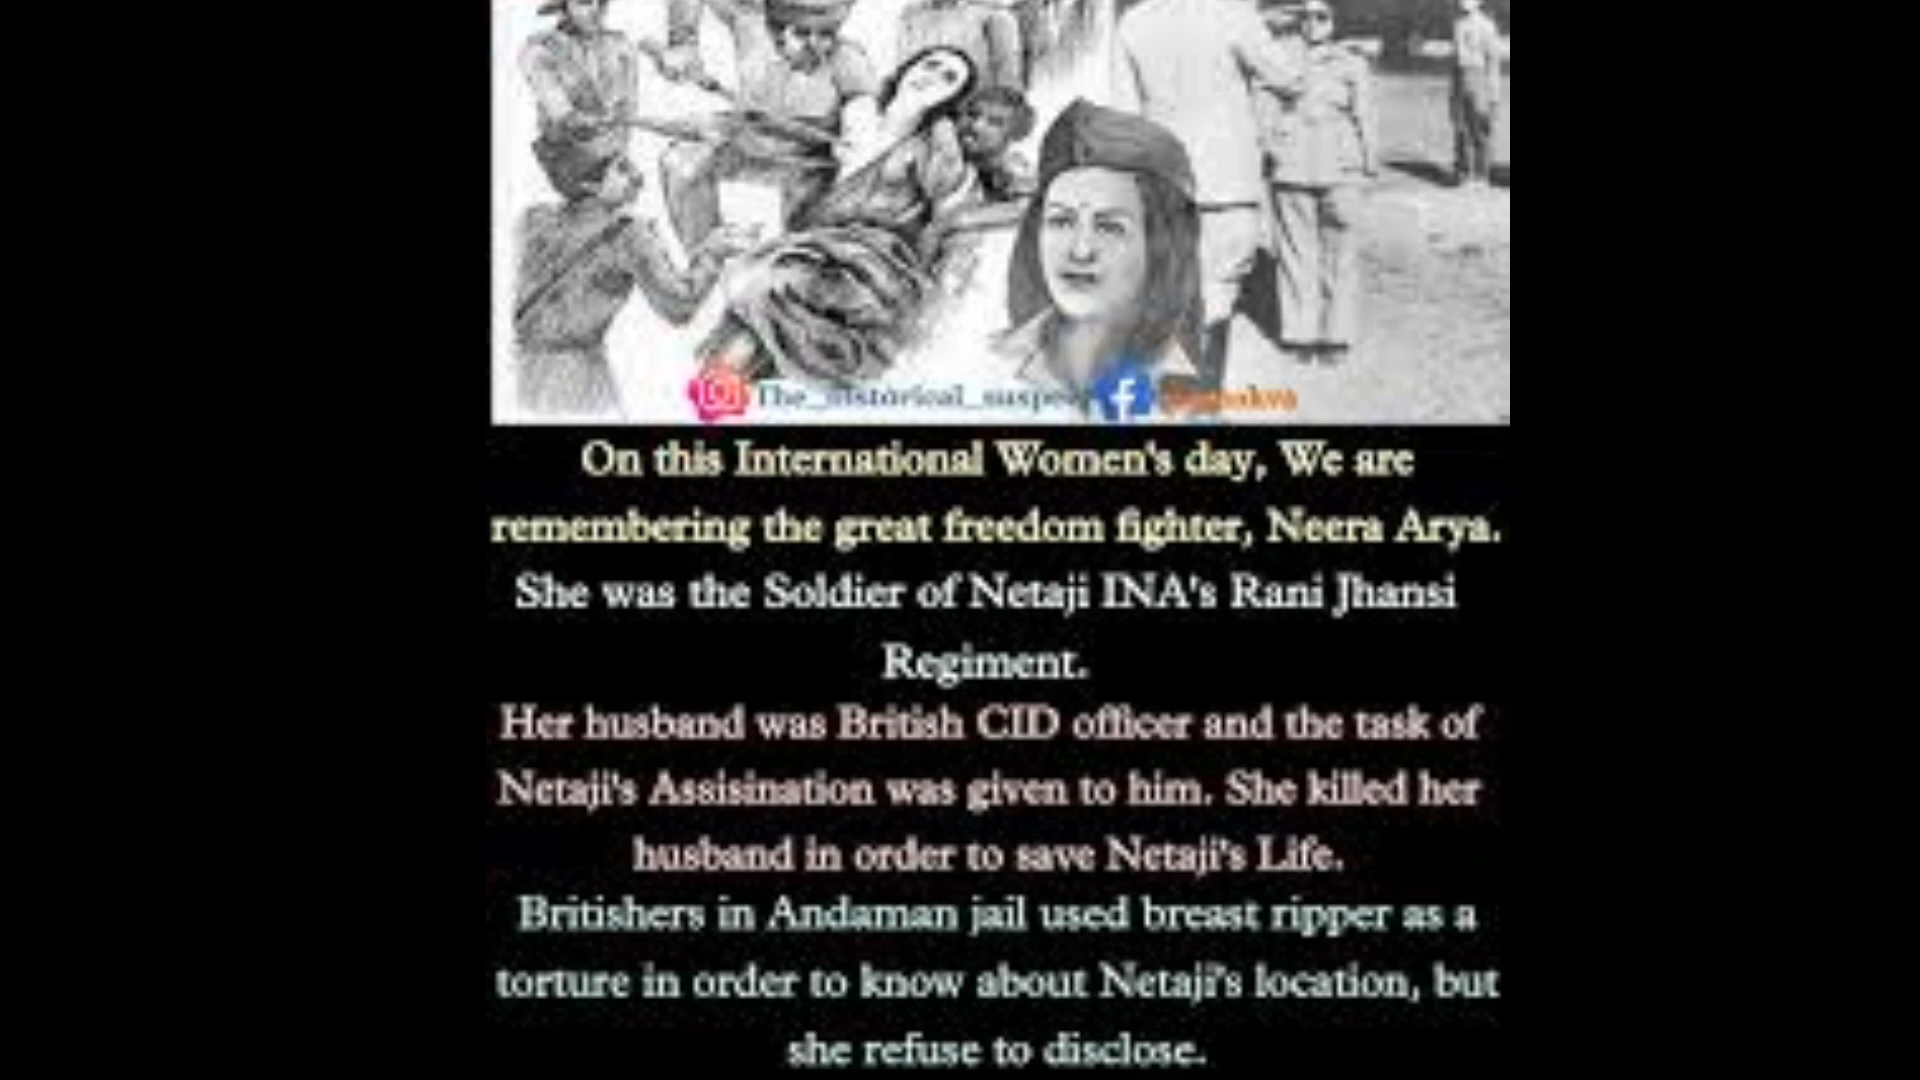 The_historical_suspe
On this International Women's day, We are
remembering the great freedom fighter, Neera Arya.
She was the Soldier of Netaji INA's Rani Jhansi
Regiment.
Her husband was British CID officer and the task of
Netaji's Assisination was given to him. She killed her
husband in order to save Netaji's Life.
Britishers in Andaman jail used breast ripper as a
torture in order to know about Netaji's location, but
she refuse to disclose.